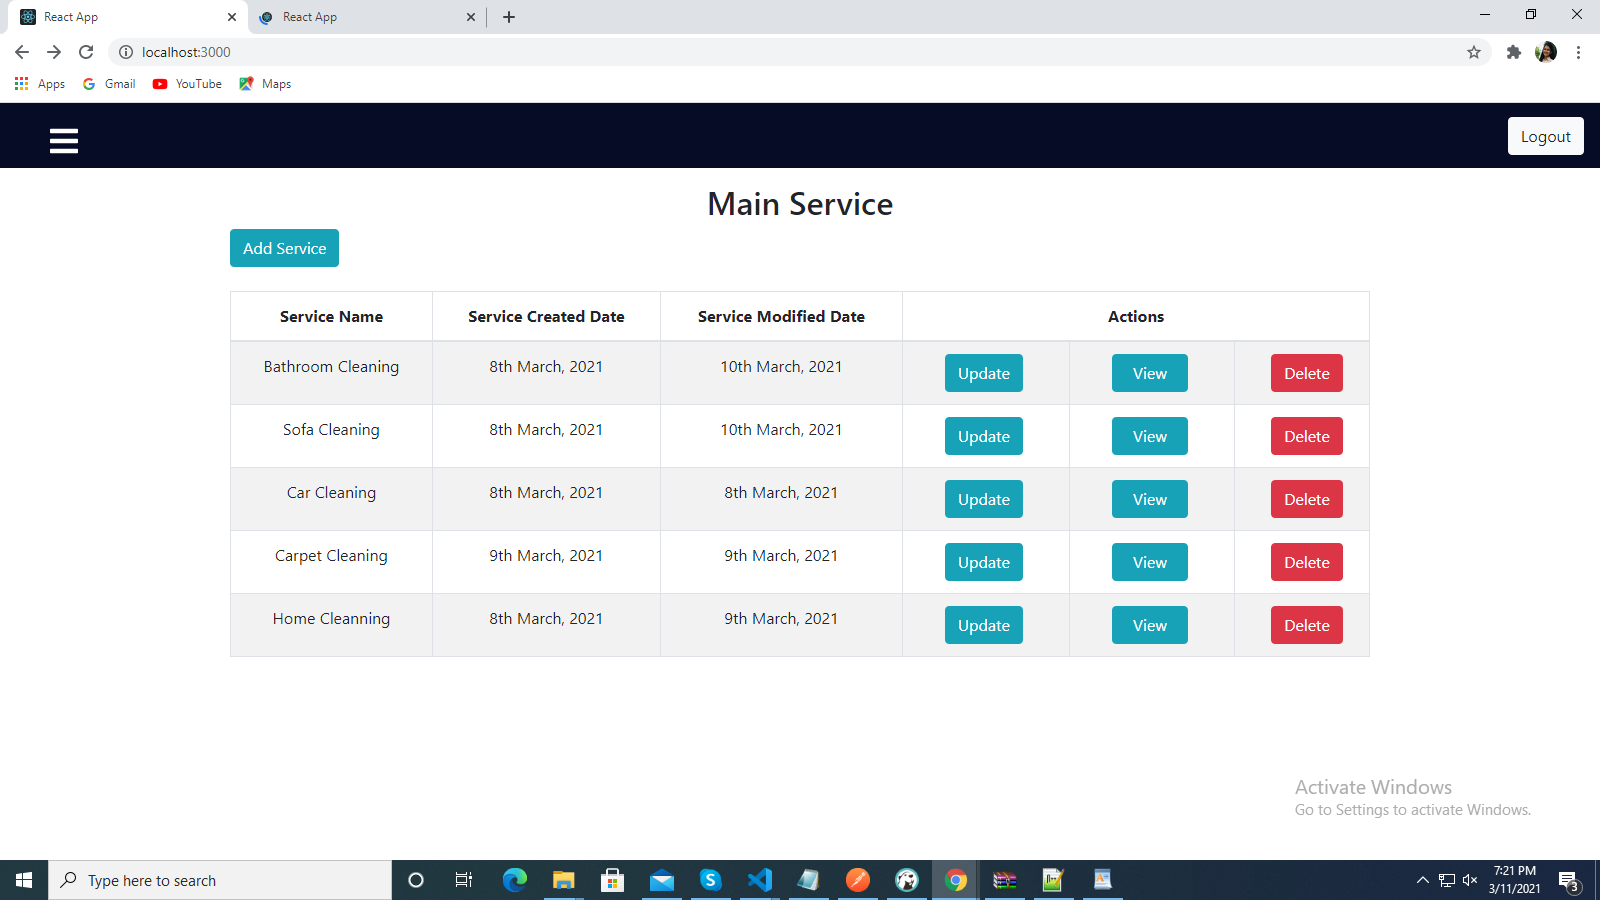 React App
React App
localhost:3000
Apps Gmail YouTube Maps
Logout
Main Service
Add Service
Service Name Service Created Date Service Modified Date Actions
Bathroom Cleaning 8th March, 2021 10th March, 2021 Update View Delete
Sofa Cleaning 8th March, 2021 10th March, 2021 Update View Delete
Car Cleaning 8th March, 2021 8th March, 2021 Update View Delete
Carpet Cleaning 9th March, 2021 9th March, 2021 Update View Delete
Home Cleanning 8th March, 2021 9th March, 2021 Update View Delete
Activate Windows
Go to Settings to activate Windows.
Type here to search
7:21 PM
3/11/2021
3